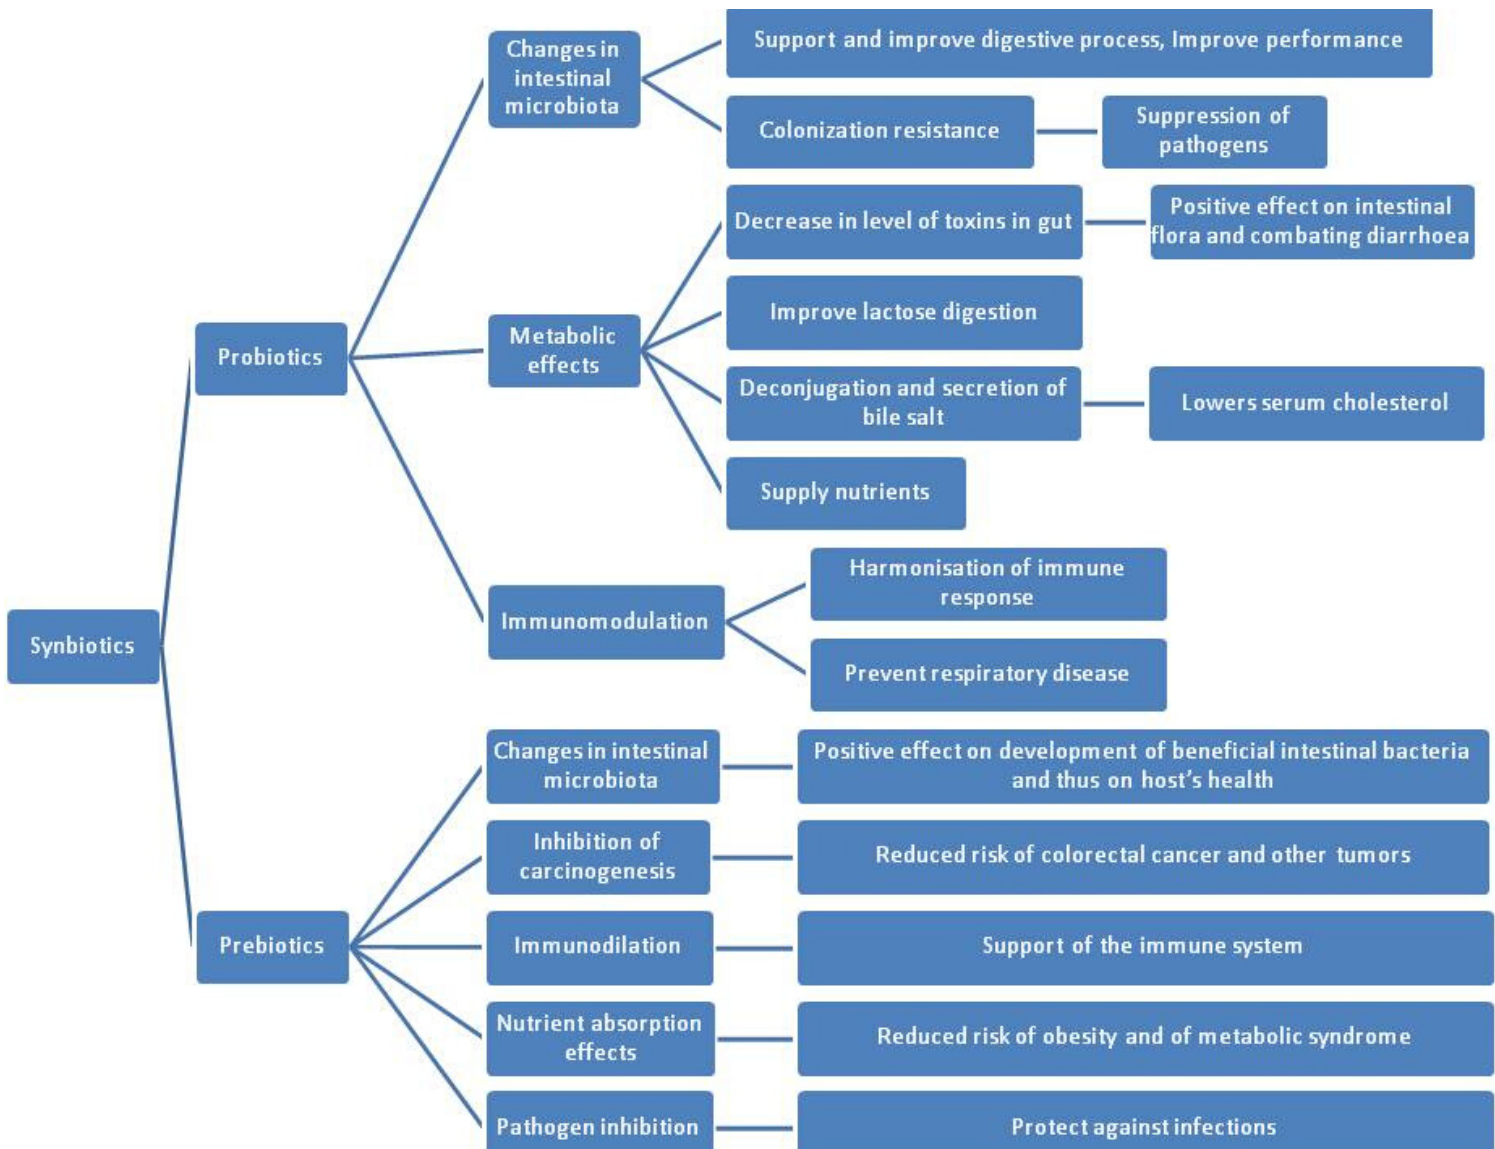 Synbiotics
Probiotics
Changes in
intestinal
microbiota
Support and improve digestive process, Improve performance
Colonization resistance
Suppression of
pathogens
Metabolic
effects
Decrease in level of toxins in gut
Positive effect on intestinal
flora and combating diarrhoea
Improve lactose digestion
Deconjugation and secretion of
bile salt
Lowers serum cholesterol
Supply nutrients
Immunomodulation
Harmonisation of immune
response
Prevent respiratory disease
Prebiotics
Changes in intestinal
microbiota
Positive effect on development of beneficial intestinal bacteria
and thus on host's health
Inhibition of
carcinogenesis
Reduced risk of colorectal cancer and other tumors
Immunodilation
Support of the immune system
Nutrient absorption
effects
Reduced risk of obesity and of metabolic syndrome
Pathogen inhibition
Protect against infections